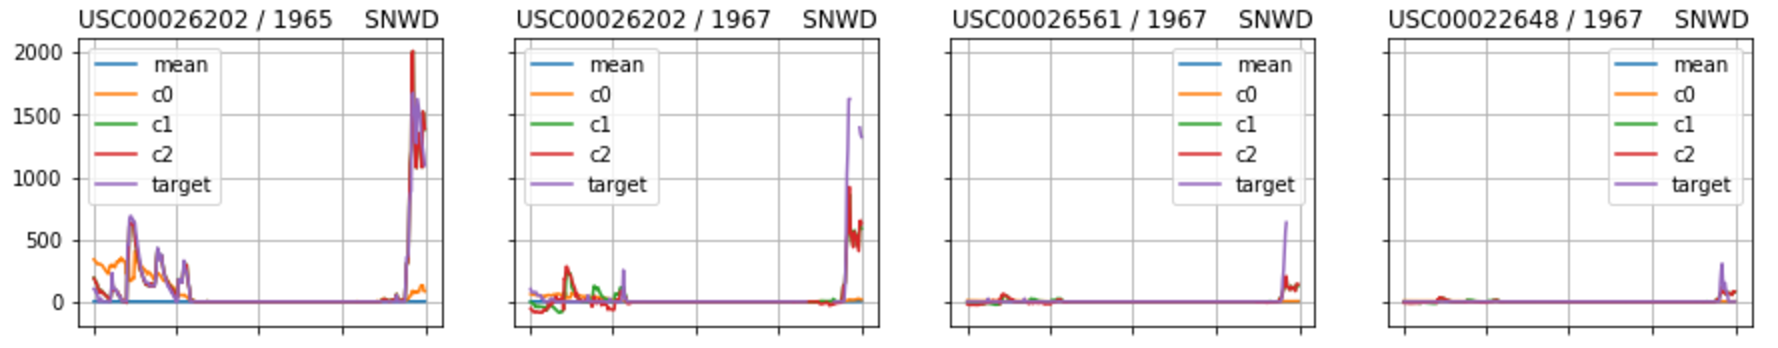 USC00026202 / 1965 SNWD
USC00026202 / 1967 SNWD
USC00026561 / 1967 SNWD
USC00022648 / 1967 SNWD
2000
1500
1000
500
0
mean
c0
c1
c2
target
mean
c0
c1
c2
target
mean
c0
c1
c2
target
mean
c0
c1
c2
target